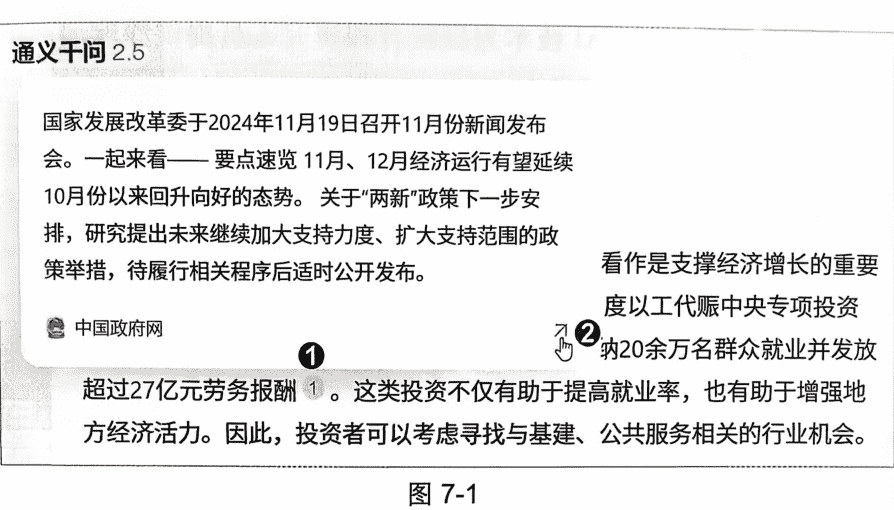 通义千问 2.5
国家发展改革委于2024年11月19日召开11月份新闻发布
会。一起来看—— 要点速览 11月、12月经济运行有望延续
10月份以来回升向好的态势。 关于“两新”政策下一步安
排，研究提出未来继续加大支持力度、扩大支持范围的政
策举措，待履行相关程序后适时公开发布。
中国政府网
❶
❷
看作是支撑经济增长的重要
度以工代赈中央专项投资
纳20余万名群众就业并发放
超过27亿元劳务报酬 1 。这类投资不仅有助于提高就业率，也有助于增强地
方经济活力。因此，投资者可以考虑寻找与基建、公共服务相关的行业机会。
图 7-1